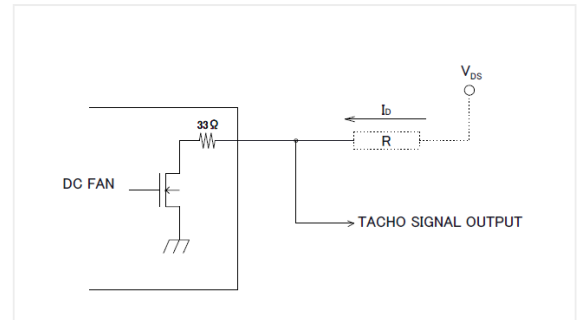 V_DS
I_D
33Ω
R
DC FAN
TACHO SIGNAL OUTPUT